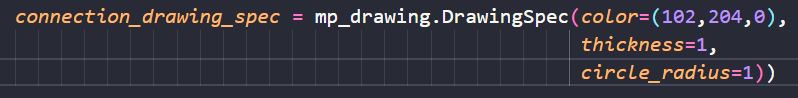 connection_drawing_spec = mp_drawing.DrawingSpec(color=(102,204,0),
thickness=1,
circle_radius=1))